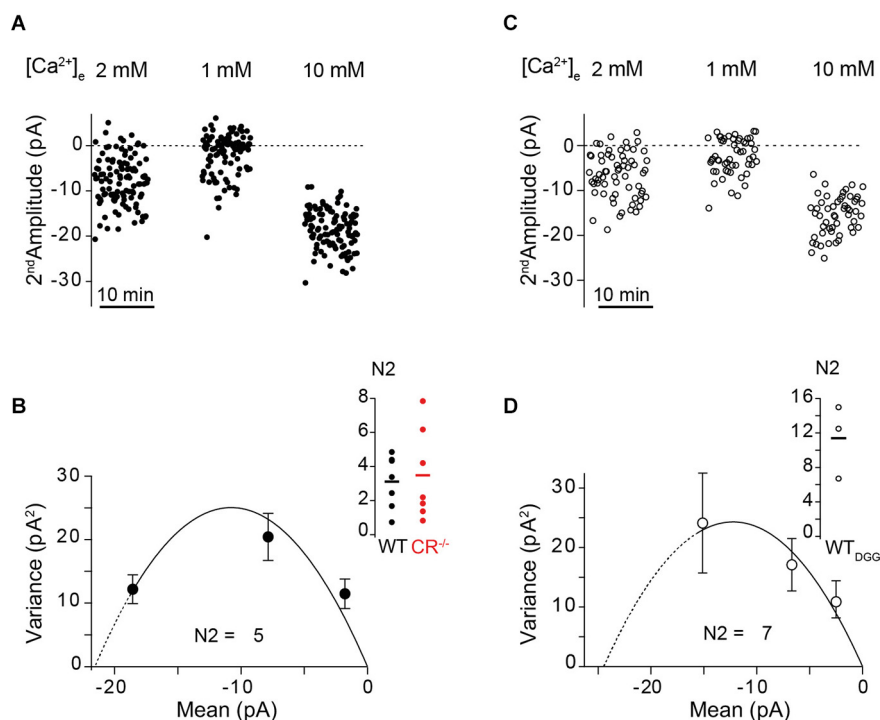 A
[Ca²⁺]ₑ 2 mM 1 mM 10 mM
2ⁿᵈAmplitude (pA)
0
-10
-20
-30
10 min
C
[Ca²⁺]ₑ 2 mM 1 mM 10 mM
2ⁿᵈAmplitude (pA)
0
-10
-20
-30
10 min
B
Variance (pA²)
30
20
10
0
-20 -10 0
Mean (pA)
N2 = 5
N2
8
6
4
2
0
WT CR⁻/⁻
D
Variance (pA²)
30
20
10
0
-20 -10 0
Mean (pA)
N2 = 7
N2
16
12
8
4
0
WT DGG